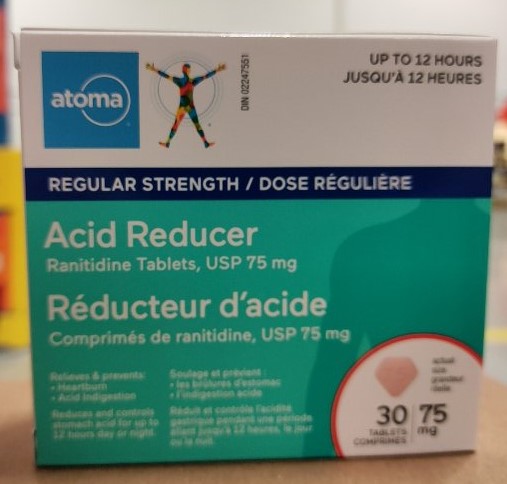 atoma
DIN 02247551
UP TO 12 HOURS
JUSQU'À 12 HEURES
REGULAR STRENGTH / DOSE RÉGULIÈRE
Acid Reducer
Ranitidine Tablets, USP 75 mg
Réducteur d'acide
Comprimés de ranitidine, USP 75 mg
Relieves & prevents:
• Heartburn
• Acid Indigestion
Reduces and controls
stomach acid for up to
12 hours day or night.
Soulage et prévient :
• les brûlures d'estomac
• l'indigestion acide
Réduit et contrôle l'acidité
gastrique pendant une période
allant jusqu'à 12 heures, le jour
ou la nuit.
30
TABLETS
COMPRIMÉS
75
mg